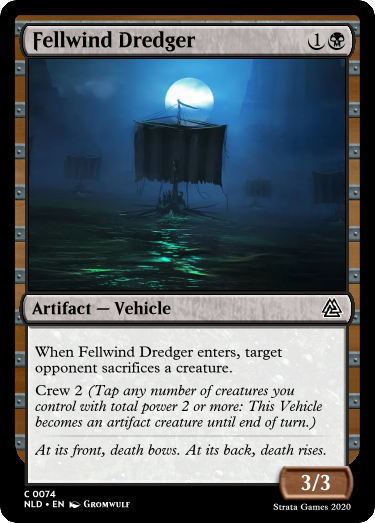 Fellwind Dredger 1
Artifact — Vehicle
When Fellwind Dredger enters, target
opponent sacrifices a creature.
Crew 2 (Tap any number of creatures you
control with total power 2 or more: This Vehicle
becomes an artifact creature until end of turn.)
At its front, death bows. At its back, death rises.
3/3
C 0074
NLD • EN Gromwulf
Strata Games 2020